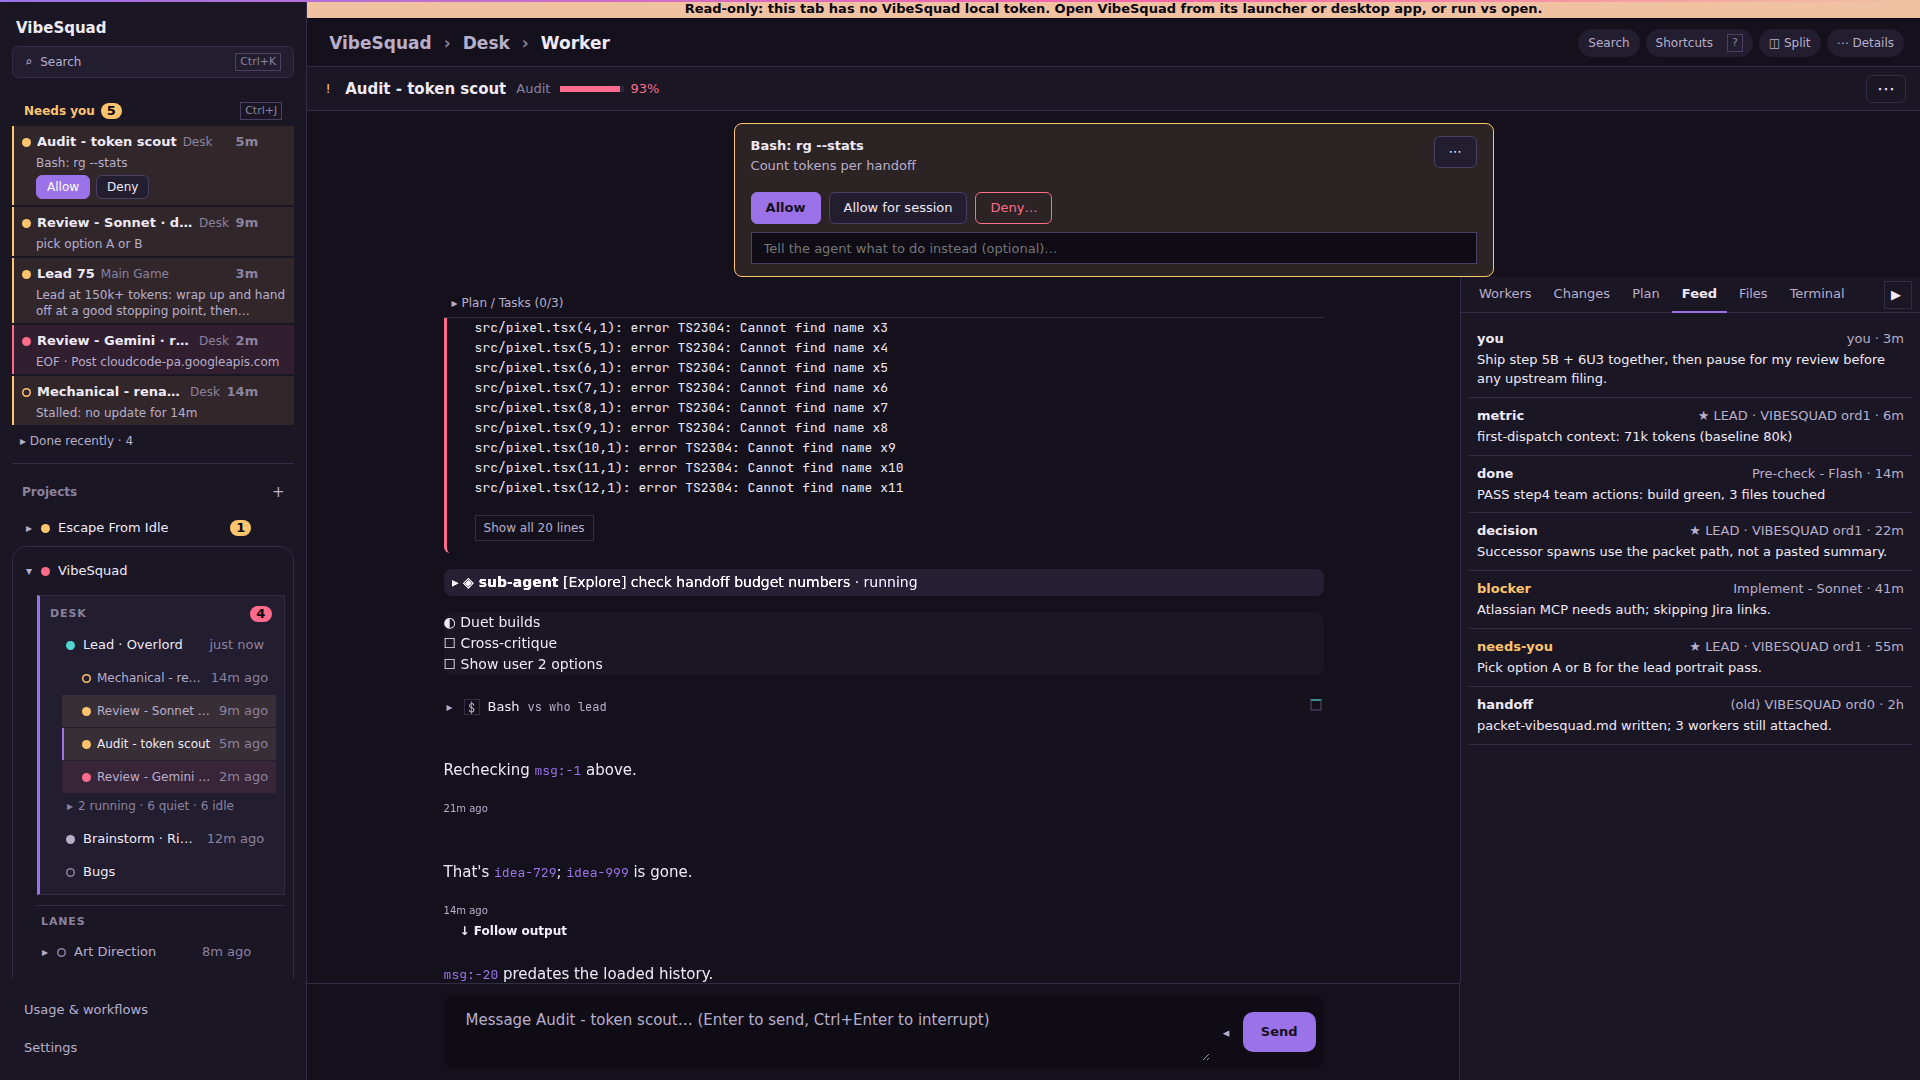 Read-only: this tab has no VibeSquad local token. Open VibeSquad from its launcher or desktop app, or run vs open.
VibeSquad
Search Ctrl+K
Needs you 5 Ctrl+J
Audit - token scout Desk 5m
Bash: rg --stats
Allow Deny
Review - Sonnet · d… Desk 9m
pick option A or B
Lead 75 Main Game 3m
Lead at 150k+ tokens: wrap up and hand
off at a good stopping point, then…
Review - Gemini · r… Desk 2m
EOF · Post cloudcode-pa.googleapis.com
Mechanical - rena… Desk 14m
Stalled: no update for 14m
▸ Done recently · 4
Projects +
▸ Escape From Idle 1
▾ VibeSquad
DESK 4
Lead · Overlord just now
Mechanical - re… 14m ago
Review - Sonnet … 9m ago
Audit - token scout 5m ago
Review - Gemini … 2m ago
▸ 2 running · 6 quiet · 6 idle
Brainstorm · Ri… 12m ago
Bugs
LANES
▸ Art Direction 8m ago
Usage & workflows
Settings
VibeSquad › Desk › Worker
Search Shortcuts ? ◫ Split ⋯ Details
! Audit - token scout Audit 93% ⋯
Bash: rg --stats ⋯
Count tokens per handoff
Allow Allow for session Deny…
Tell the agent what to do instead (optional)…
▸ Plan / Tasks (0/3)
src/pixel.tsx(4,1): error TS2304: Cannot find name x3
src/pixel.tsx(5,1): error TS2304: Cannot find name x4
src/pixel.tsx(6,1): error TS2304: Cannot find name x5
src/pixel.tsx(7,1): error TS2304: Cannot find name x6
src/pixel.tsx(8,1): error TS2304: Cannot find name x7
src/pixel.tsx(9,1): error TS2304: Cannot find name x8
src/pixel.tsx(10,1): error TS2304: Cannot find name x9
src/pixel.tsx(11,1): error TS2304: Cannot find name x10
src/pixel.tsx(12,1): error TS2304: Cannot find name x11
Show all 20 lines
▸ ◈ sub-agent [Explore] check handoff budget numbers · running
◐ Duet builds
☐ Cross-critique
☐ Show user 2 options
▸ $ Bash vs who lead
Rechecking msg:-1 above.
21m ago
That's idea-729; idea-999 is gone.
14m ago
↓ Follow output
msg:-20 predates the loaded history.
Message Audit - token scout… (Enter to send, Ctrl+Enter to interrupt)
◂ Send
Workers Changes Plan Feed Files Terminal ▶
you you · 3m
Ship step 5B + 6U3 together, then pause for my review before
any upstream filing.
metric ★ LEAD · VIBESQUAD ord1 · 6m
first-dispatch context: 71k tokens (baseline 80k)
done Pre-check - Flash · 14m
PASS step4 team actions: build green, 3 files touched
decision ★ LEAD · VIBESQUAD ord1 · 22m
Successor spawns use the packet path, not a pasted summary.
blocker Implement - Sonnet · 41m
Atlassian MCP needs auth; skipping Jira links.
needs-you ★ LEAD · VIBESQUAD ord1 · 55m
Pick option A or B for the lead portrait pass.
handoff (old) VIBESQUAD ord0 · 2h
packet-vibesquad.md written; 3 workers still attached.